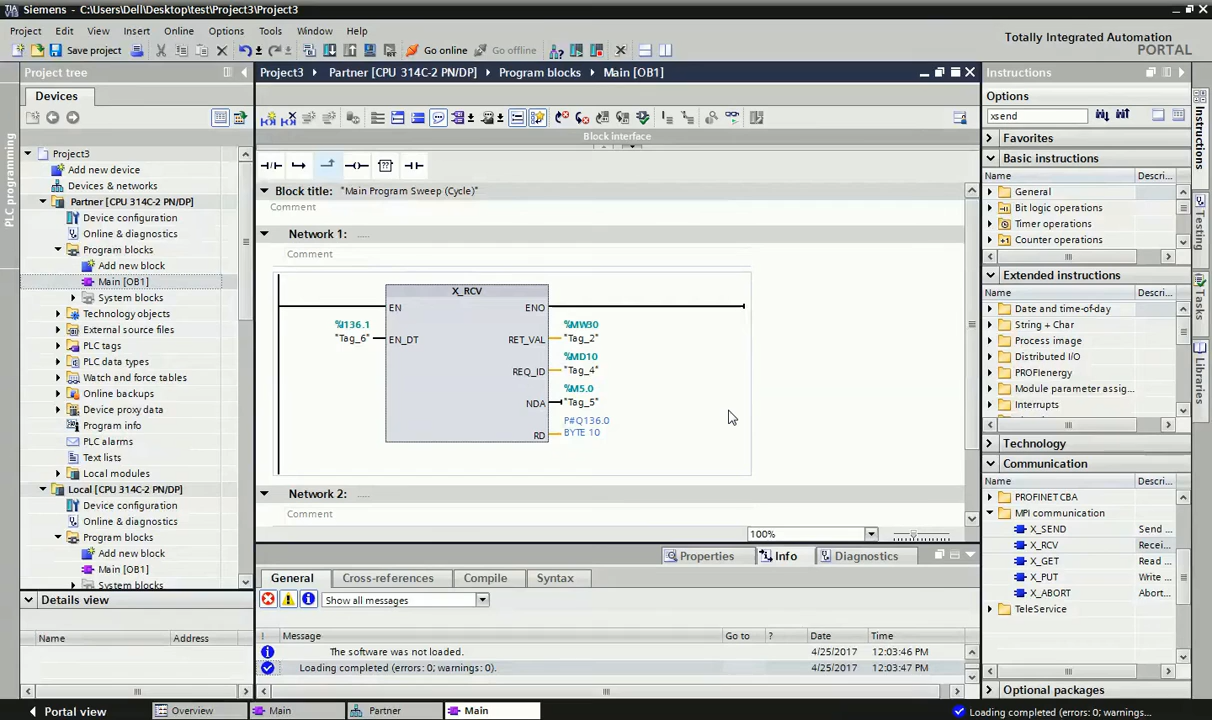 Siemens - C:\Users\Dell\Desktop\test\Project3\Project3
Project Edit View Insert Online Options Tools Window Help
Totally Integrated Automation
PORTAL
Save project
Go online
Go offline
Project tree
Project3 Partner [CPU 314C-2 PN/DP] Program blocks Main [OB1]
Instructions
Devices
Options
xsend
PLC programming
Instructions
Testing
Tasks
Libraries
Block interface
Project3
Add new device
Devices & networks
Partner [CPU 314C-2 PN/DP]
Device configuration
Online & diagnostics
Program blocks
Add new block
Main [OB1]
System blocks
Technology objects
External source files
PLC tags
PLC data types
Watch and force tables
Online backups
Device proxy data
Program info
PLC alarms
Text lists
Local modules
Local [CPU 314C-2 PN/DP]
Device configuration
Online & diagnostics
Program blocks
Add new block
Main [OB1]
System blocks
Details view
Name Address
Block title: "Main Program Sweep (Cycle)"
Comment
Network 1: .....
Comment
X_RCV
EN ENO
%I136.1 %MW30
"Tag_6" EN_DT RET_VAL "Tag_2"
%MD10
REQ_ID "Tag_4"
%M5.0
NDA "Tag_5"
P#Q136.0
RD BYTE 10
Network 2: .....
Comment
100%
Properties Info Diagnostics
General Cross-references Compile Syntax
Show all messages
! Message Go to ? Date Time
The software was not loaded. 4/25/2017 12:03:46 PM
Loading completed (errors: 0; warnings: 0). 4/25/2017 12:03:47 PM
Favorites
Basic instructions
Name Descri...
General
Bit logic operations
Timer operations
Counter operations
Extended instructions
Name Descri...
Date and time-of-day
String + Char
Process image
Distributed I/O
PROFIenergy
Module parameter assig...
Interrupts
Technology
Communication
Name Descri...
PROFINET CBA
MPI communication
X_SEND Send ...
X_RCV Recei...
X_GET Read ...
X_PUT Write ...
X_ABORT Abort...
TeleService
Optional packages
Portal view Overview Main Partner Main Loading completed (errors: 0; warnings...